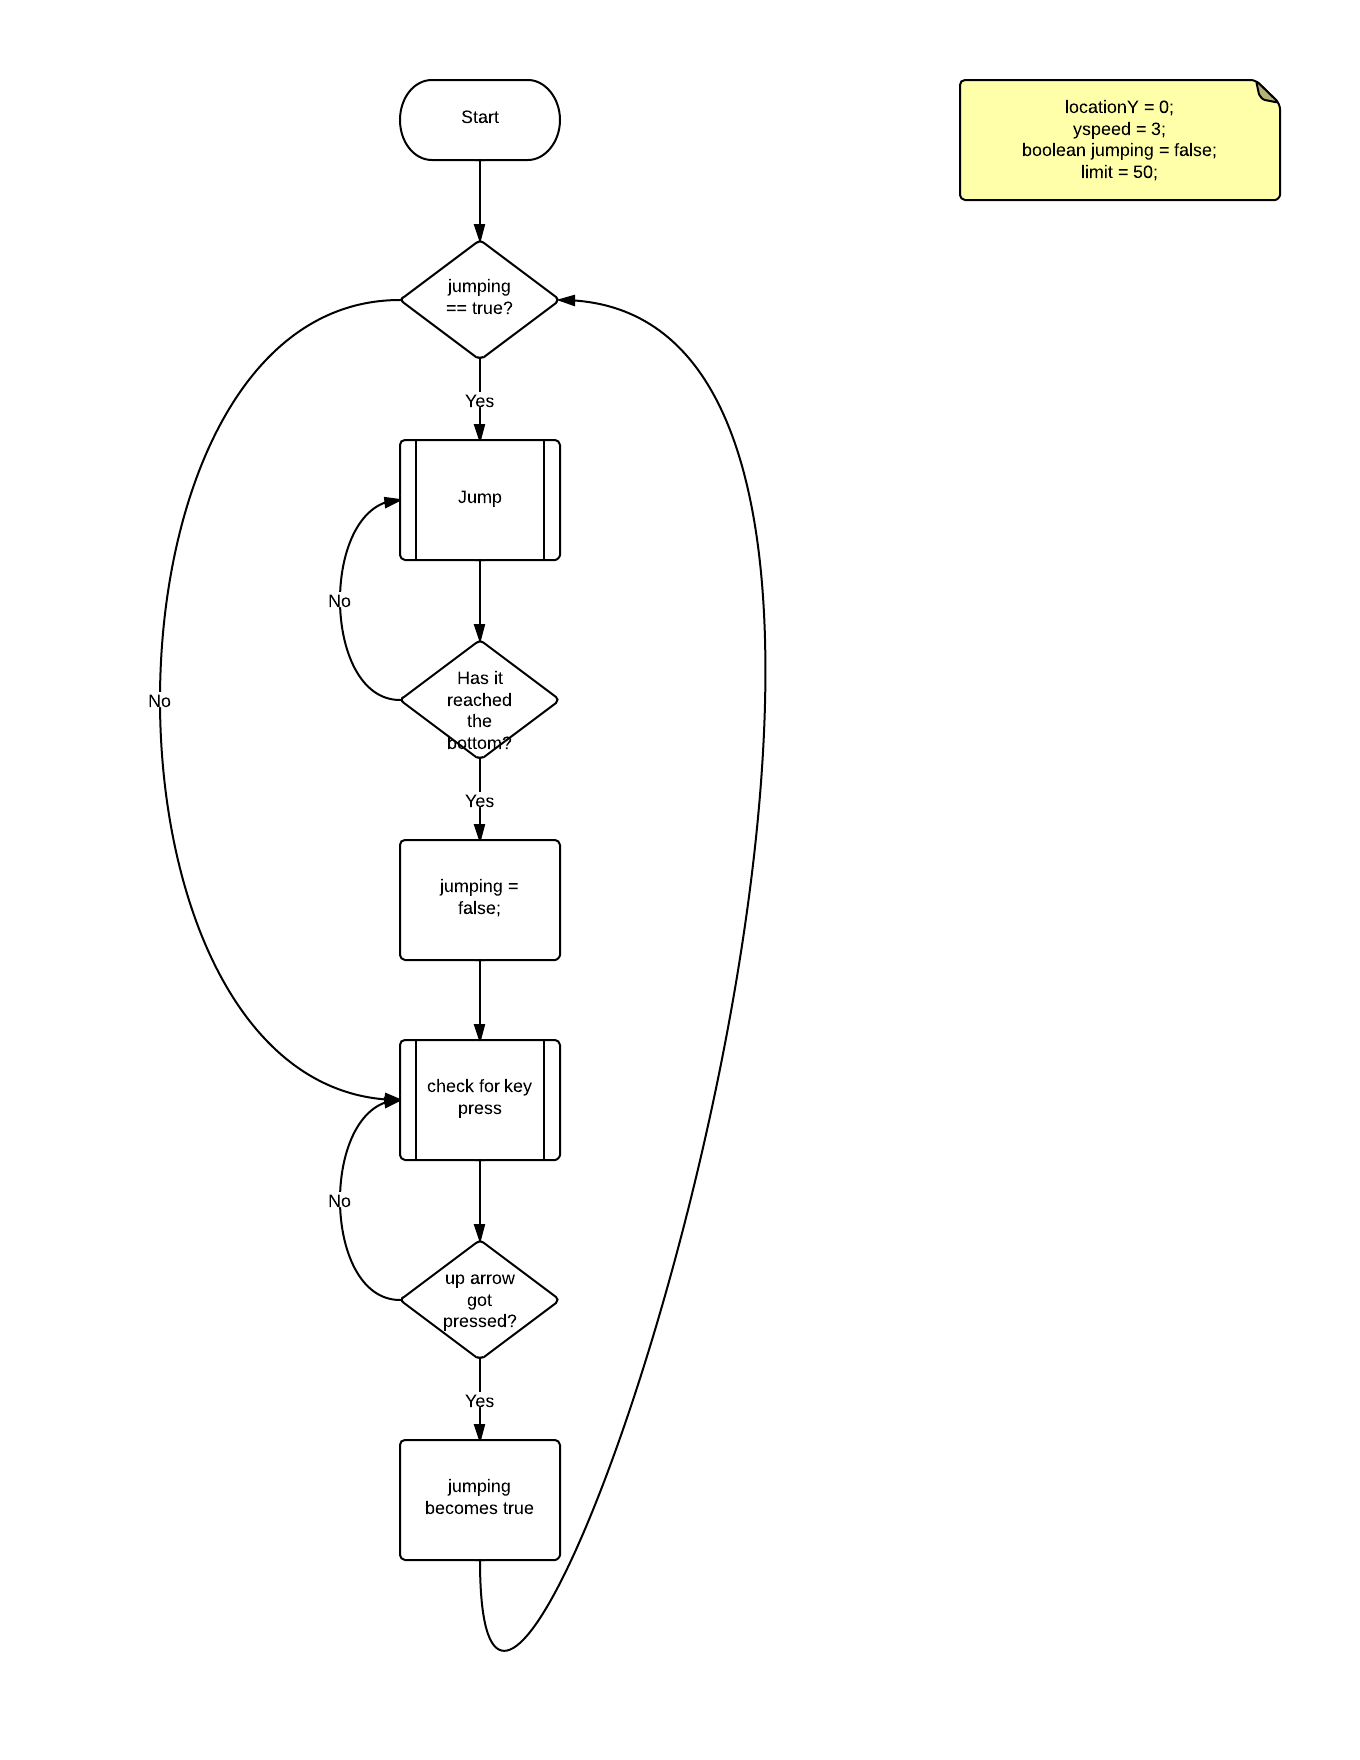 Start
locationY = 0;
yspeed = 3;
boolean jumping = false;
limit = 50;
jumping
== true?
Yes
Jump
No
Has it
reached
the
bottom?
No
Yes
jumping =
false;
check for key
press
No
up arrow
got
pressed?
Yes
jumping
becomes true